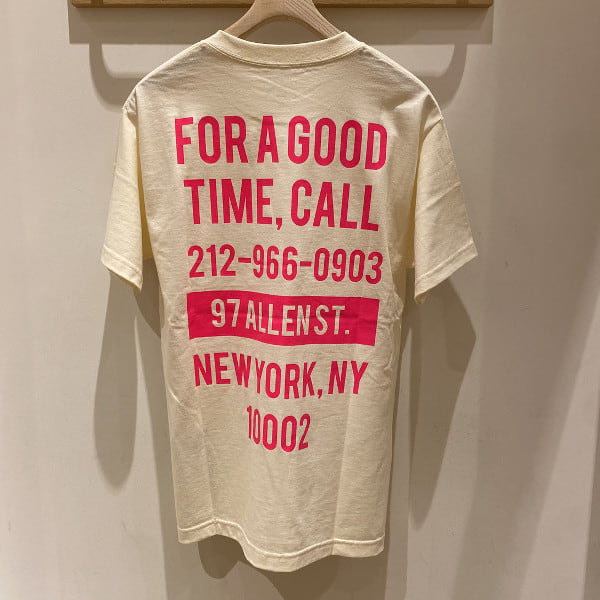 FOR A GOOD
TIME, CALL
212-966-0903
97 ALLEN ST.
NEW YORK, NY
10002